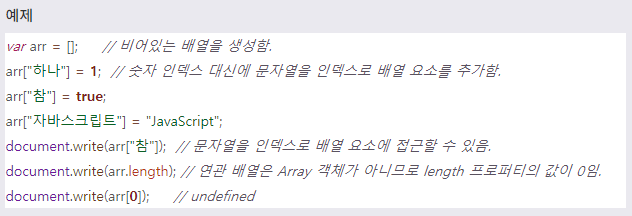 예제
var arr = []; // 비어있는 배열을 생성함.
arr["하나"] = 1; // 숫자 인덱스 대신에 문자열을 인덱스로 배열 요소를 추가함.
arr["참"] = true;
arr["자바스크립트"] = "JavaScript";
document.write(arr["참"]); // 문자열을 인덱스로 배열 요소에 접근할 수 있음.
document.write(arr.length); // 연관 배열은 Array 객체가 아니므로 length 프로퍼티의 값이 0임.
document.write(arr[0]); // undefined